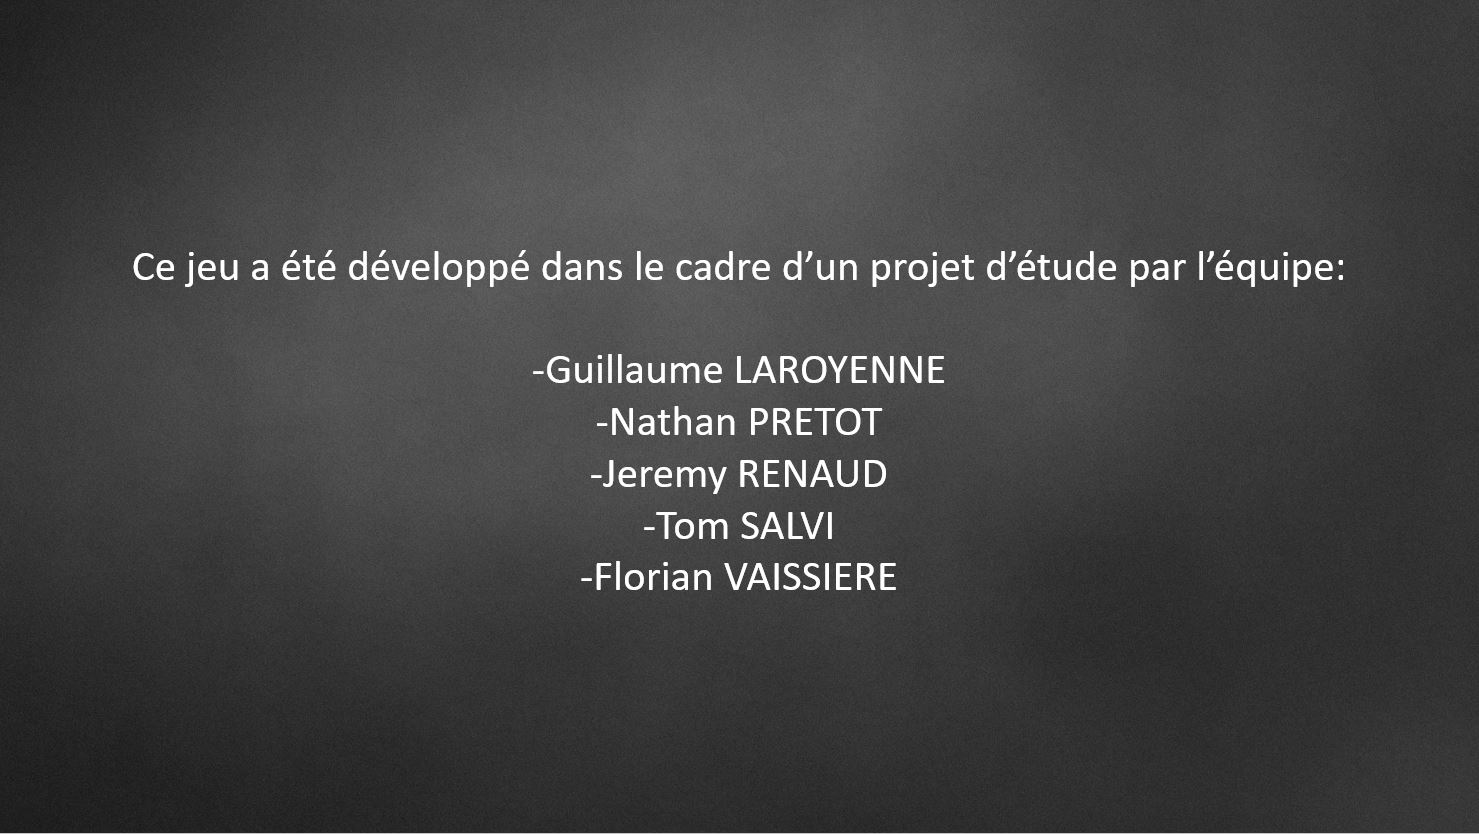 Ce jeu a été développé dans le cadre d’un projet d’étude par l’équipe:
-Guillaume LAROYENNE
-Nathan PRETOT
-Jeremy RENAUD
-Tom SALVI
-Florian VAISSIERE